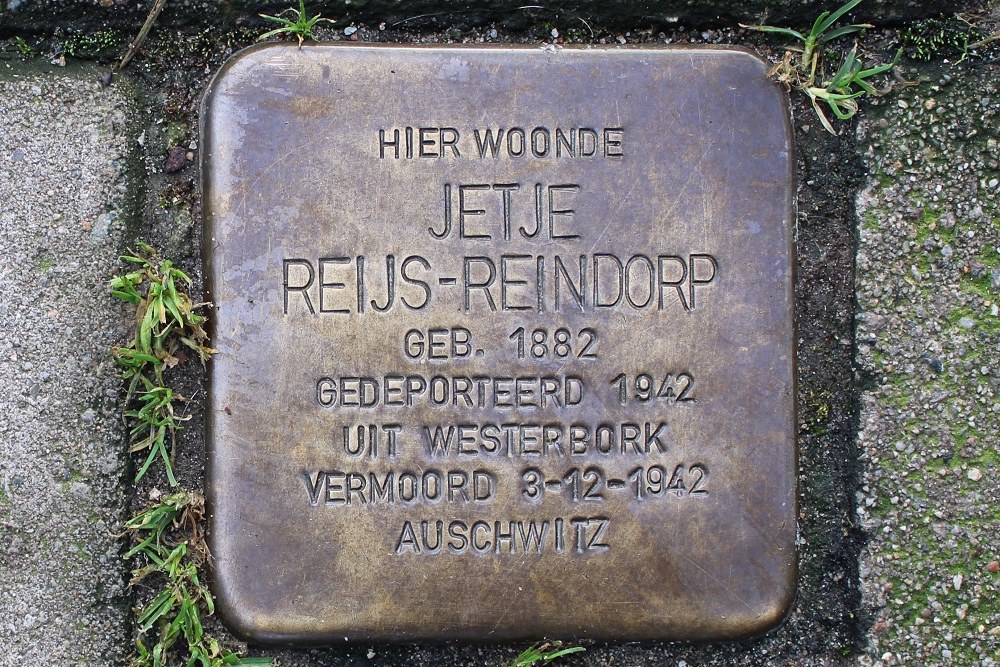 HIER WOONDE
JETJE
REIJS-REINDORP
GEB. 1882
GEDEPORTEERD 1942
UIT WESTERBORK
VERMOORD 3-12-1942
AUSCHWITZ